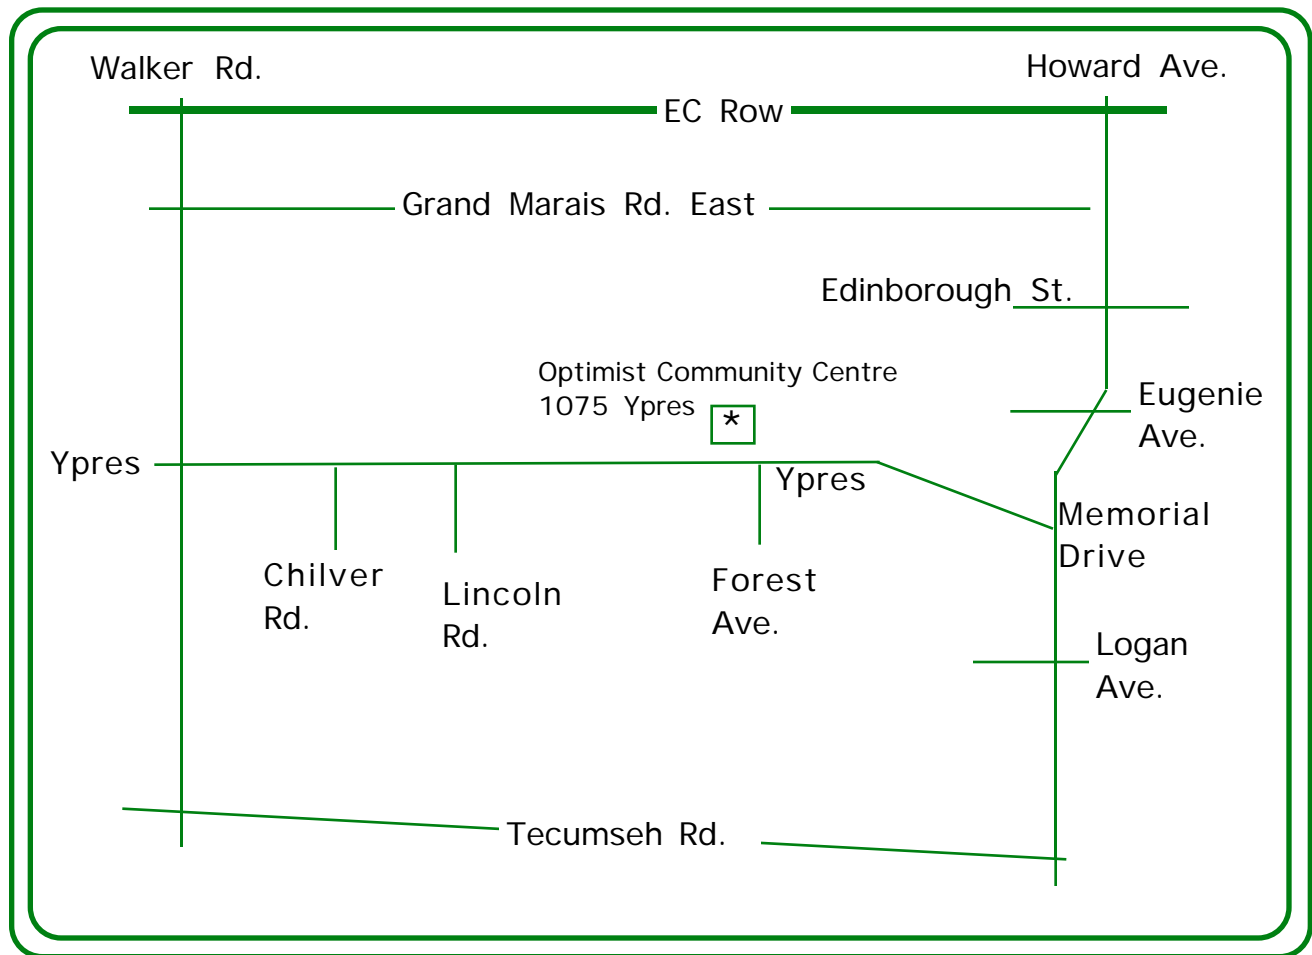 Walker Rd.
Howard Ave.
EC Row
Grand Marais Rd. East
Edinborough St.
Optimist Community Centre
1075 Ypres
*
Eugenie
Ave.
Ypres
Ypres
Memorial
Drive
Chilver
Rd.
Lincoln
Rd.
Forest
Ave.
Logan
Ave.
Tecumseh Rd.